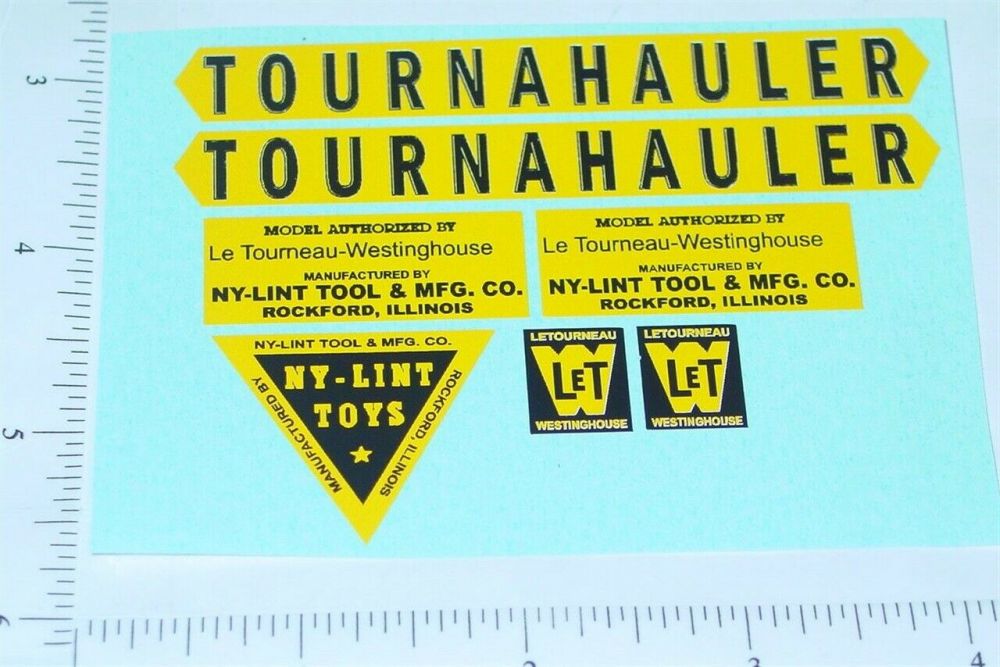 TOURNAHAULER
TOURNAHAULER
MODEL AUTHORIZED BY
Le Tourneau-Westinghouse
MANUFACTURED BY
NY-LINT TOOL & MFG. CO.
ROCKFORD, ILLINOIS
MODEL AUTHORIZED BY
Le Tourneau-Westinghouse
MANUFACTURED BY
NY-LINT TOOL & MFG. CO.
ROCKFORD, ILLINOIS
NY-LINT TOOL & MFG. CO.
MANUFACTURED BY
ROCKFORD, ILLINOIS
NY-LINT
TOYS
LETOURNEAU
W
LET
WESTINGHOUSE
LETOURNEAU
W
LET
WESTINGHOUSE
3
4
5
6
2
3
4